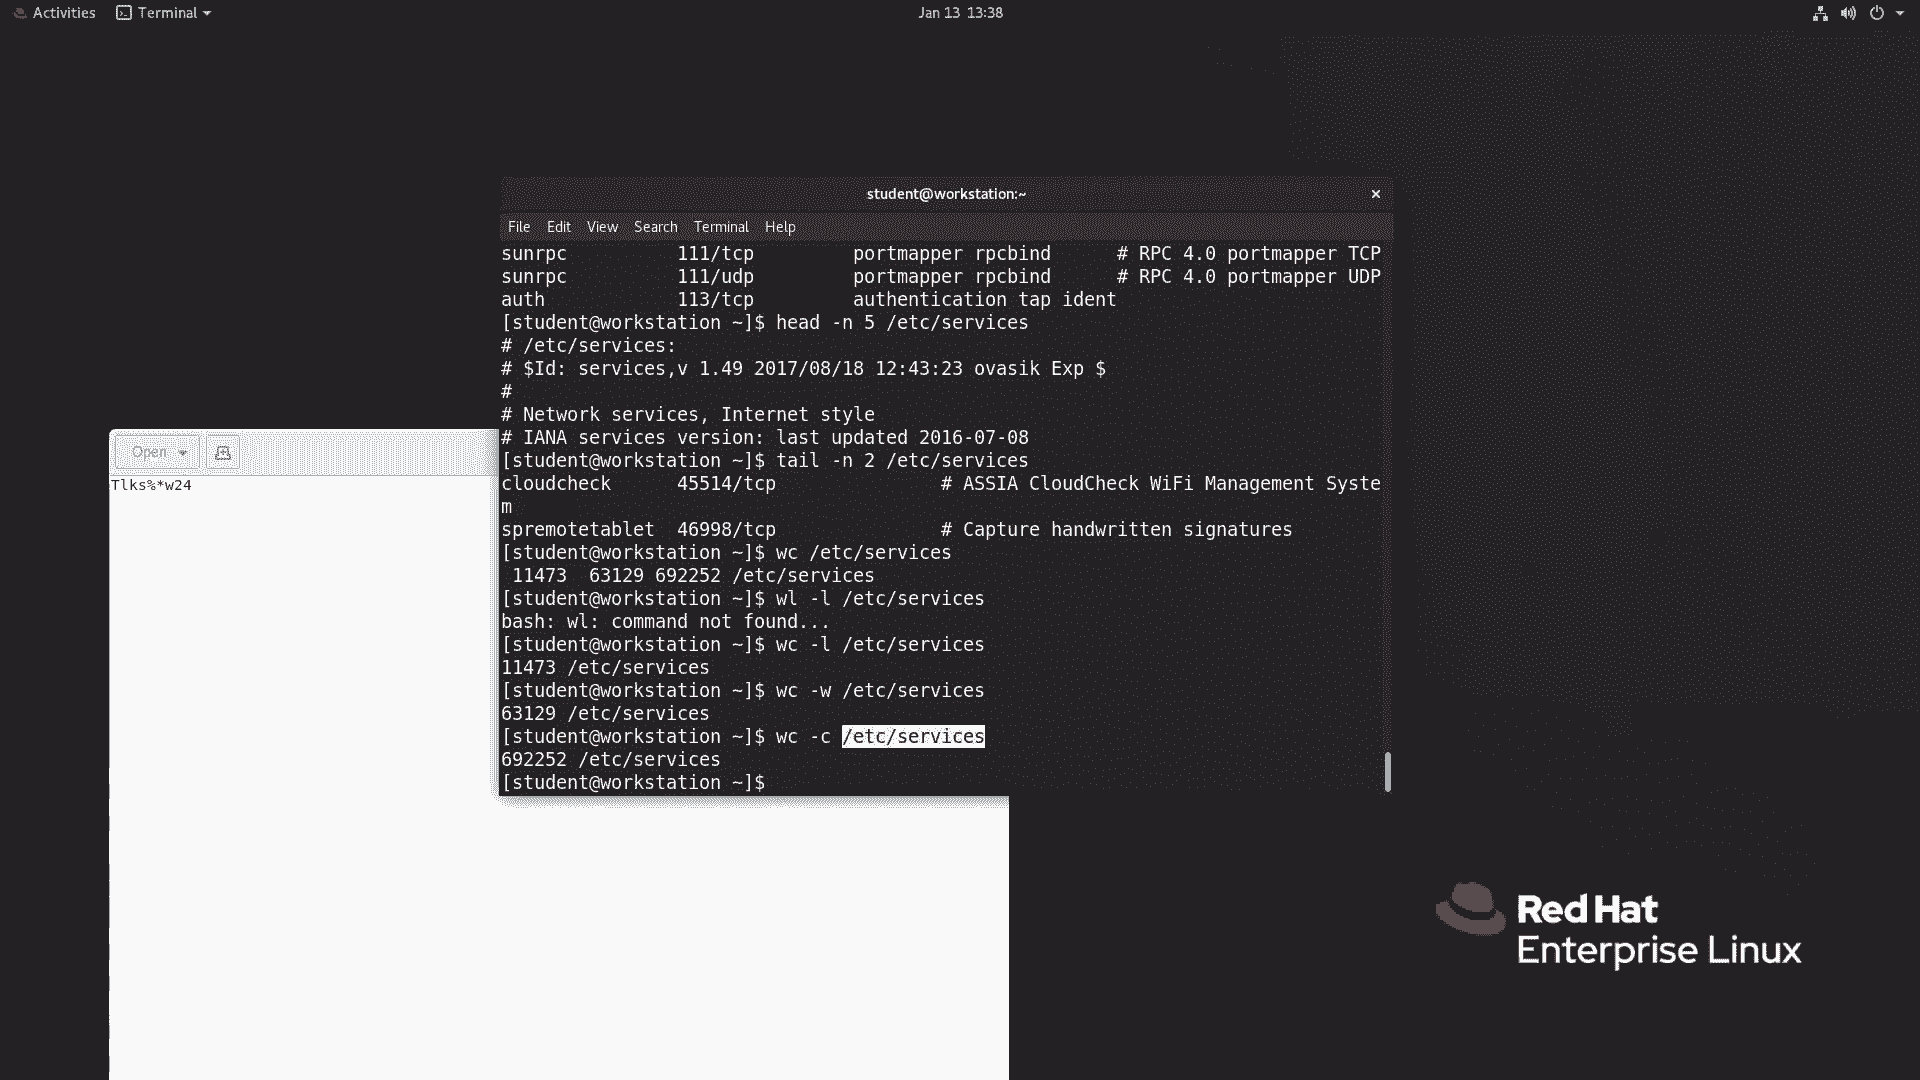 Activities Terminal Jan 13 13:38
student@workstation:~
File Edit View Search Terminal Help
sunrpc 111/tcp portmapper rpcbind # RPC 4.0 portmapper TCP
sunrpc 111/udp portmapper rpcbind # RPC 4.0 portmapper UDP
auth 113/tcp authentication tap ident
[student@workstation ~]$ head -n 5 /etc/services
# /etc/services:
# $Id: services,v 1.49 2017/08/18 12:43:23 ovasik Exp $
#
# Network services, Internet style
# IANA services version: last updated 2016-07-08
[student@workstation ~]$ tail -n 2 /etc/services
cloudcheck 45514/tcp # ASSIA CloudCheck WiFi Management Syste
m
spremotetablet 46998/tcp # Capture handwritten signatures
[student@workstation ~]$ wc /etc/services
11473 63129 692252 /etc/services
[student@workstation ~]$ wl -l /etc/services
bash: wl: command not found...
[student@workstation ~]$ wc -l /etc/services
11473 /etc/services
[student@workstation ~]$ wc -w /etc/services
63129 /etc/services
[student@workstation ~]$ wc -c /etc/services
692252 /etc/services
[student@workstation ~]$
Open
Tlks%*w24
Red Hat
Enterprise Linux